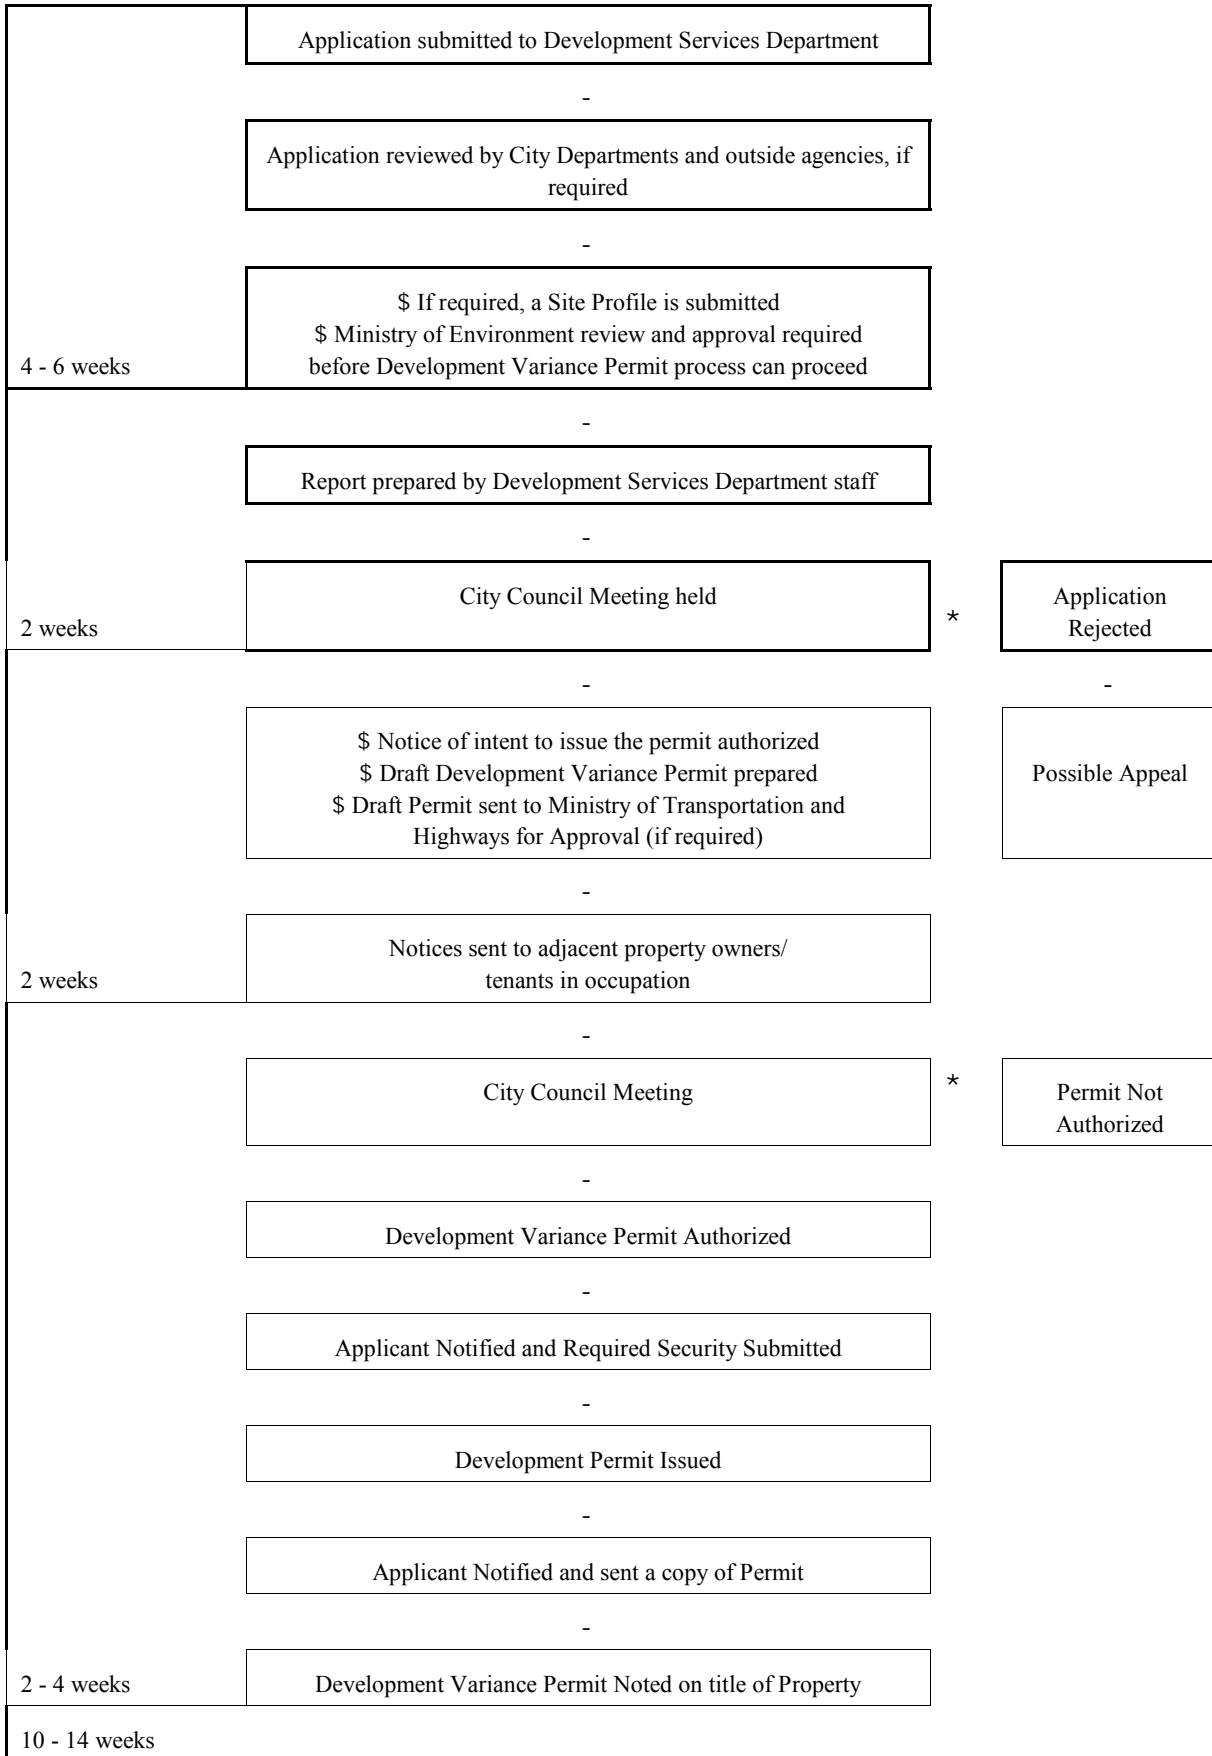 Application submitted to Development Services Department
-
Application reviewed by City Departments and outside agencies, if
required
-
$ If required, a Site Profile is submitted
$ Ministry of Environment review and approval required
4 - 6 weeks
before Development Variance Permit process can proceed
-
Report prepared by Development Services Department staff
-
City Council Meeting held
2 weeks
*
Application
Rejected
-
-
$ Notice of intent to issue the permit authorized
$ Draft Development Variance Permit prepared
$ Draft Permit sent to Ministry of Transportation and
Highways for Approval (if required)
Possible Appeal
-
Notices sent to adjacent property owners/
tenants in occupation
2 weeks
-
City Council Meeting
*
Permit Not
Authorized
-
Development Variance Permit Authorized
-
Applicant Notified and Required Security Submitted
-
Development Permit Issued
-
Applicant Notified and sent a copy of Permit
-
2 - 4 weeks
Development Variance Permit Noted on title of Property
10 - 14 weeks